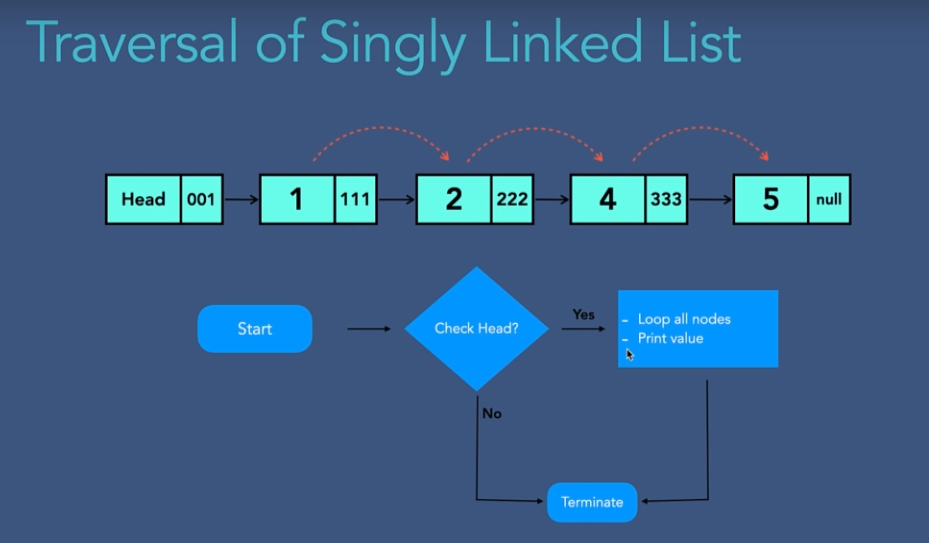 Traversal of Singly Linked List
Head 001 1 111 2 222 4 333 5 null
Start
Check Head?
Yes
- Loop all nodes
- Print value
No
Terminate